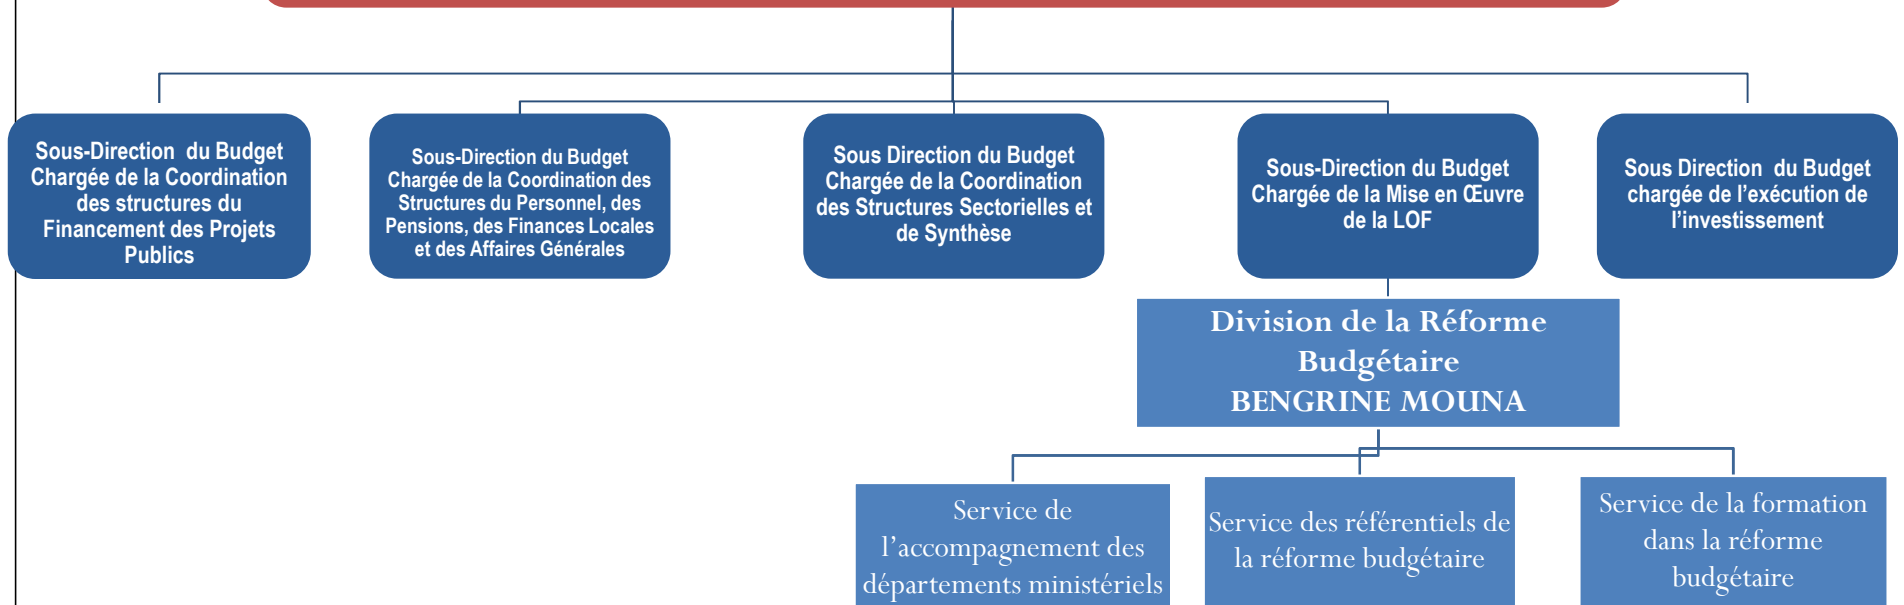 Sous-Direction du Budget
Chargée de la Coordination
des structures du
Financement des Projets
Publics
Sous-Direction du Budget
Chargée de la Coordination des
Structures du Personnel, des
Pensions, des Finances Locales
et des Affaires Générales
Sous Direction du Budget
Chargée de la Coordination
des Structures Sectorielles et
de Synthèse
Sous-Direction du Budget
Chargée de la Mise en Œuvre
de la LOF
Sous Direction du Budget
chargée de l’exécution de
l’investissement
Division de la Réforme
Budgétaire
BENGRINE MOUNA
Service de
l’accompagnement des
départements ministériels
Service des référentiels de
la réforme budgétaire
Service de la formation
dans la réforme
budgétaire